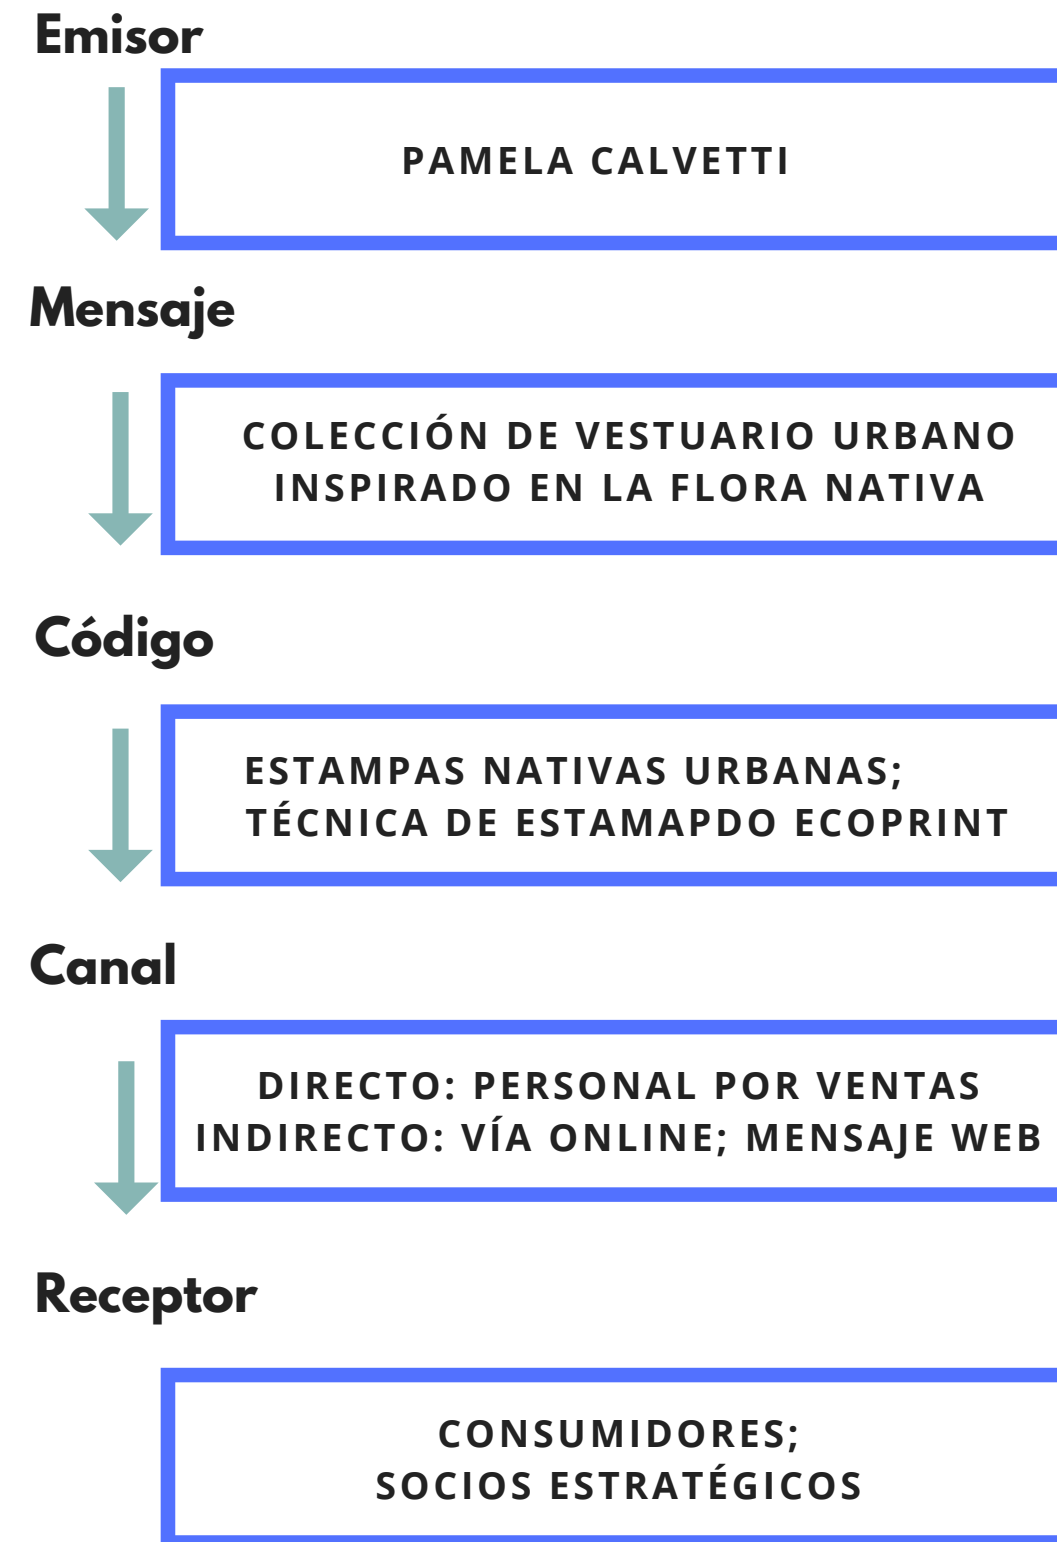 Emisor
PAMELA CALVETTI
Mensaje
COLECCIÓN DE VESTUARIO URBANO
INSPIRADO EN LA FLORA NATIVA
Código
ESTAMPAS NATIVAS URBANAS;
TÉCNICA DE ESTAMAPDO ECOPRINT
Canal
DIRECTO: PERSONAL POR VENTAS
INDIRECTO: VÍA ONLINE; MENSAJE WEB
Receptor
CONSUMIDORES;
SOCIOS ESTRATÉGICOS